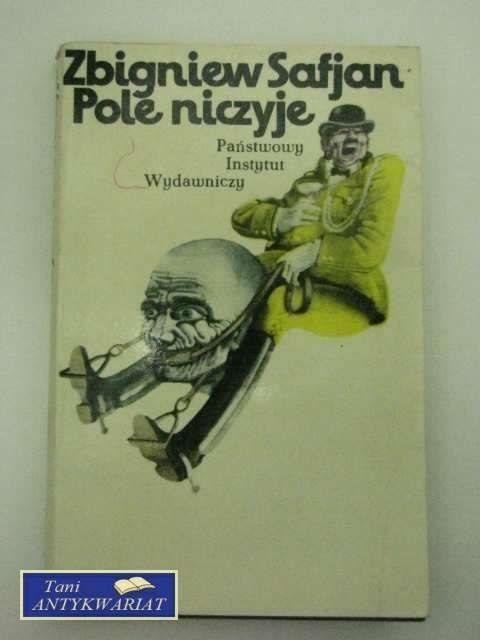 Zbigniew Safjan
Pole niczyje
Państwowy
Instytut
Wydawniczy
Tani
ANTYKWARIAT